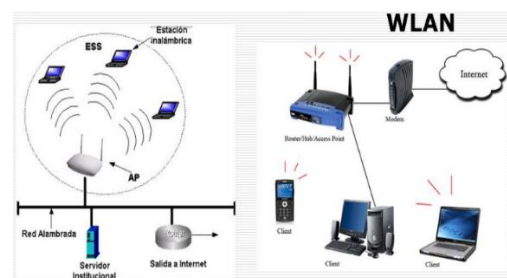 Estación
inalámbrica
ESS
AP
Red Alambrada
Servidor
Institucional
Salida a Internet
WLAN
Internet
Modem
Router/Hub/Access Point
Client
Client
Client